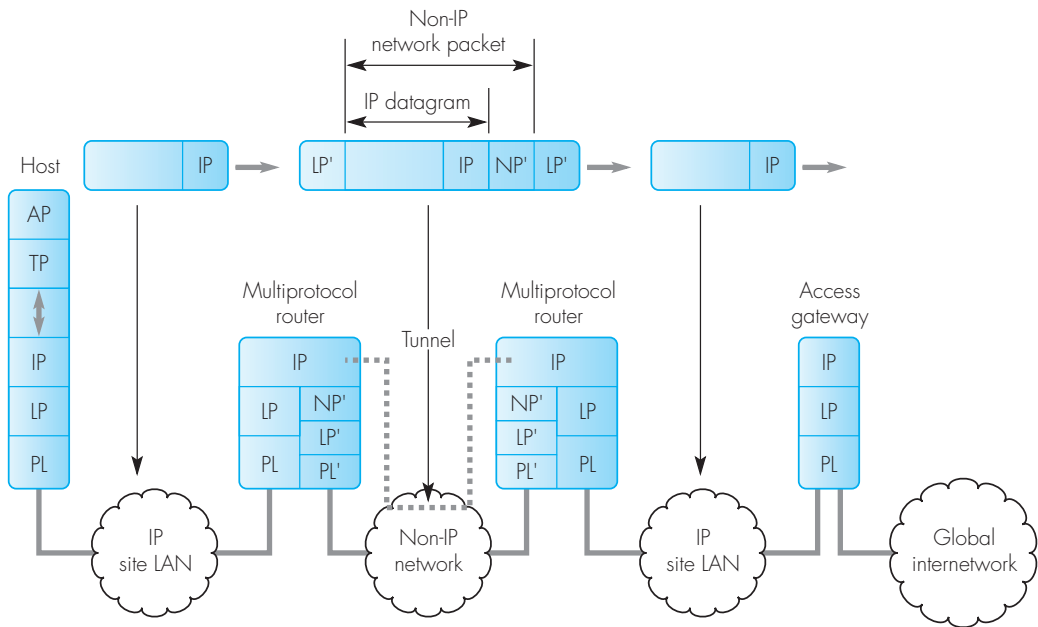 Non-IP
network packet
IP datagram
Host
IP
LP'
IP
NP'
LP'
IP
AP
TP
IP
LP
PL
Multiprotocol
router
IP
LP
NP'
LP'
PL
PL'
Tunnel
Multiprotocol
router
IP
NP'
LP
LP'
PL'
PL
Access
gateway
IP
LP
PL
IP
site LAN
Non-IP
network
IP
site LAN
Global
internetwork